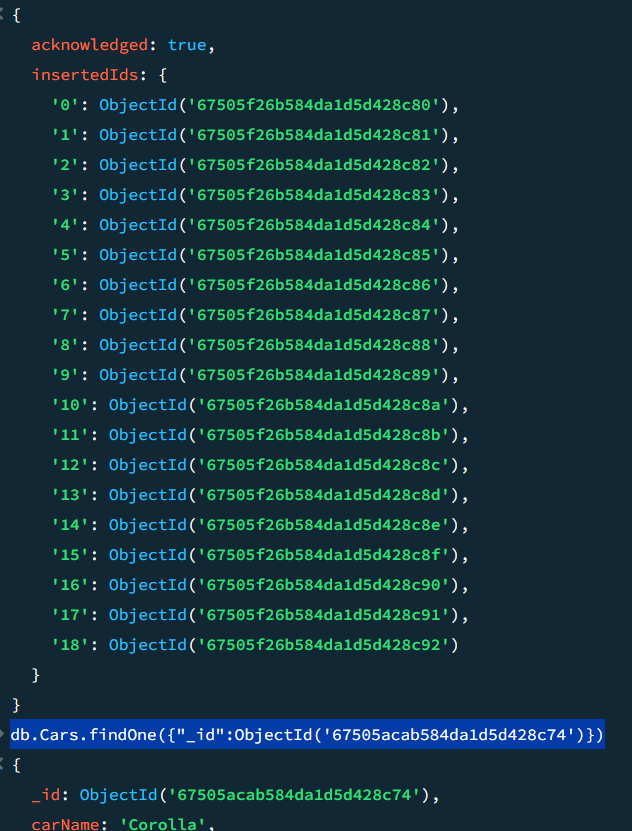 {
acknowledged: true,
insertedIds: {
'0': ObjectId('67505f26b584da1d5d428c80'),
'1': ObjectId('67505f26b584da1d5d428c81'),
'2': ObjectId('67505f26b584da1d5d428c82'),
'3': ObjectId('67505f26b584da1d5d428c83'),
'4': ObjectId('67505f26b584da1d5d428c84'),
'5': ObjectId('67505f26b584da1d5d428c85'),
'6': ObjectId('67505f26b584da1d5d428c86'),
'7': ObjectId('67505f26b584da1d5d428c87'),
'8': ObjectId('67505f26b584da1d5d428c88'),
'9': ObjectId('67505f26b584da1d5d428c89'),
'10': ObjectId('67505f26b584da1d5d428c8a'),
'11': ObjectId('67505f26b584da1d5d428c8b'),
'12': ObjectId('67505f26b584da1d5d428c8c'),
'13': ObjectId('67505f26b584da1d5d428c8d'),
'14': ObjectId('67505f26b584da1d5d428c8e'),
'15': ObjectId('67505f26b584da1d5d428c8f'),
'16': ObjectId('67505f26b584da1d5d428c90'),
'17': ObjectId('67505f26b584da1d5d428c91'),
'18': ObjectId('67505f26b584da1d5d428c92')
}
}
db.Cars.findOne({"_id":ObjectId('67505acab584da1d5d428c74')})
{
_id: ObjectId('67505acab584da1d5d428c74'),
carName: 'Corolla',